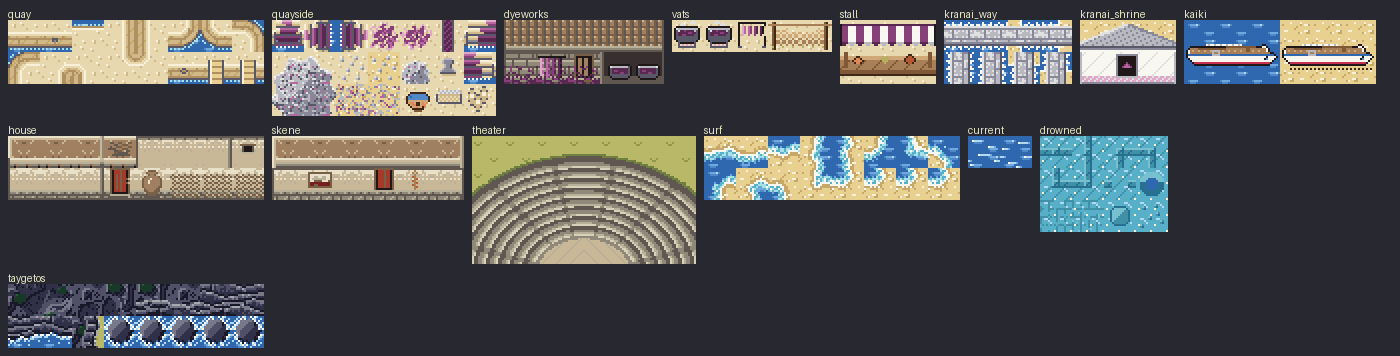 quay
quayside
dyeworks
vats
stall
kranai_way
kranai_shrine
kaiki
house
skene
theater
surf
current
drowned
taygetos